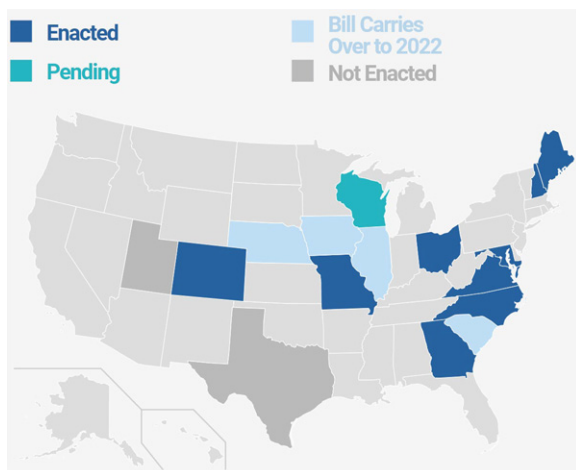 Enacted
Bill Carries
Over to 2022
Pending
Not Enacted